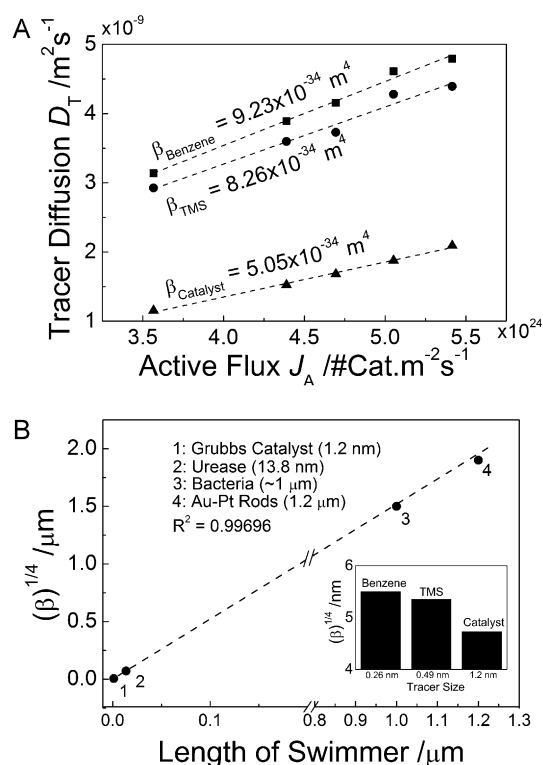 A
x10⁻⁹
Tracer Diffusion D_T /m²s⁻¹
5
4
3
2
1
β_Benzene = 9.23x10⁻³⁴ m⁴
β_TMS = 8.26x10⁻³⁴ m⁴
β_Catalyst = 5.05x10⁻³⁴ m⁴
3.5 4.0 4.5 5.0 5.5 x10²⁴
Active Flux J_A /#Cat.m⁻²s⁻¹
B
(β)^1/4 /μm
2.0
1.5
1.0
0.5
0.0
1: Grubbs Catalyst (1.2 nm)
2: Urease (13.8 nm)
3: Bacteria (~1 μm)
4: Au-Pt Rods (1.2 μm)
R² = 0.99696
1
2
3
4
(β)^1/4 /nm
6
5
4
Benzene
TMS
Catalyst
0.26 nm 0.49 nm 1.2 nm
Tracer Size
0.0 0.1 0.8 0.9 1.0 1.1 1.2 1.3
Length of Swimmer /μm